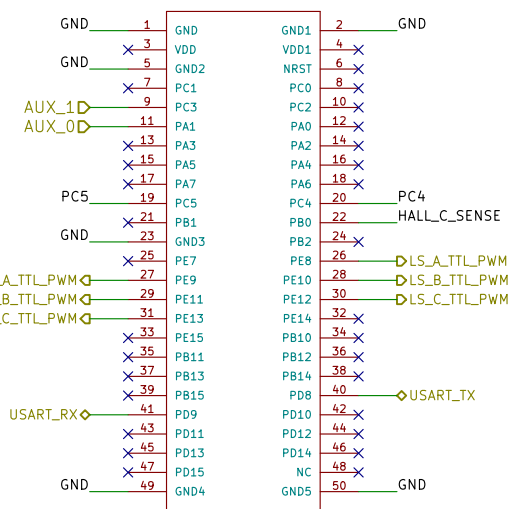 GND 1 GND GND1 2 GND
3 VDD VDD1 4
GND 5 GND2 NRST 6
7 PC1 PC0 8
AUX_1 9 PC3 PC2 10
AUX_0 11 PA1 PA0 12
13 PA3 PA2 14
15 PA5 PA4 16
17 PA7 PA6 18
PC5 19 PC5 PC4 20 PC4
21 PB1 PB0 22 HALL_C_SENSE
GND 23 GND3 PB2 24
25 PE7 PE8 26 LS_A_TTL_PWM
_A_TTL_PWM 27 PE9 PE10 28 LS_B_TTL_PWM
_B_TTL_PWM 29 PE11 PE12 30 LS_C_TTL_PWM
_C_TTL_PWM 31 PE13 PE14 32
33 PE15 PB10 34
35 PB11 PB12 36
37 PB13 PB14 38
39 PB15 PD8 40 USART_TX
USART_RX 41 PD9 PD10 42
43 PD11 PD12 44
45 PD13 PD14 46
47 PD15 NC 48
GND 49 GND4 GND5 50 GND